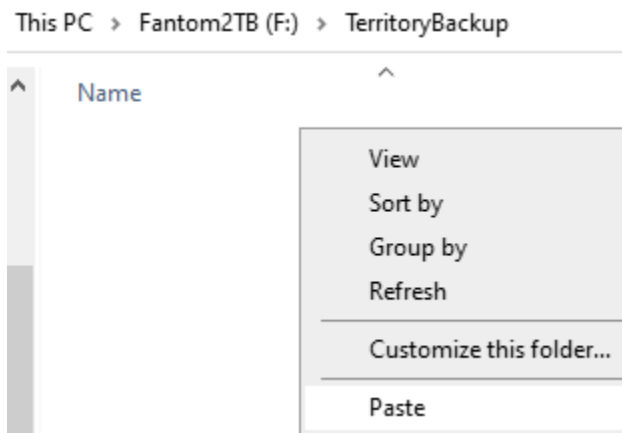 This PC > Fantom2TB (F:) > TerritoryBackup
Name
View
Sort by
Group by
Refresh
Customize this folder...
Paste